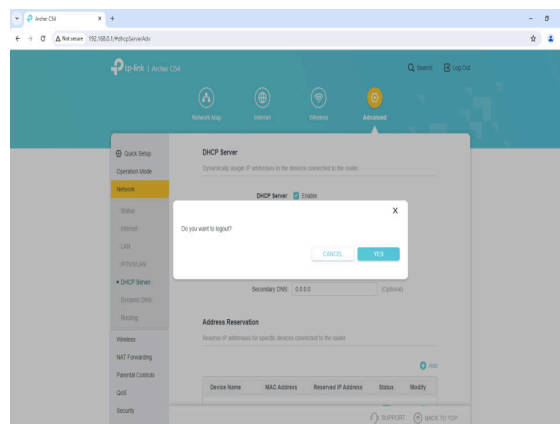 Archer C54
Not secure 192.168.0.1/#dhcpServerAdv
tp-link | Archer C54
Search Log Out
Network Map Internet Wireless Advanced
Quick Setup
Operation Mode
Network
Status
Internet
LAN
IPTV/VLAN
DHCP Server
Dynamic DNS
Routing
Wireless
NAT Forwarding
Parental Controls
QoS
Security
DHCP Server
Dynamically assign IP addresses to the devices connected to the router.
DHCP Server: Enable
X
Do you want to logout?
CANCEL YES
Secondary DNS: 0.0.0.0 (Optional)
Address Reservation
Reserve IP addresses for specific devices connected to the router.
Add
Device Name MAC Address Reserved IP Address Status Modify
SUPPORT BACK TO TOP